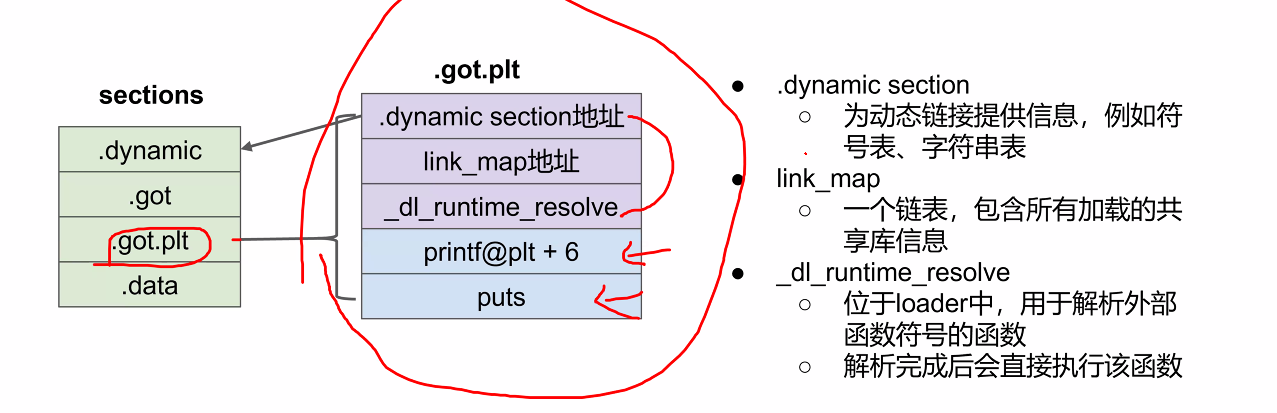 sections
.dynamic
.got
.got.plt
.data
.got.plt
.dynamic section地址
link_map地址
_dl_runtime_resolve
printf@plt + 6
puts
● .dynamic section
○ 为动态链接提供信息，例如符
号表、字符串表
● link_map
○ 一个链表，包含所有加载的共
享库信息
● _dl_runtime_resolve
○ 位于loader中，用于解析外部
函数符号的函数
○ 解析完成后会直接执行该函数